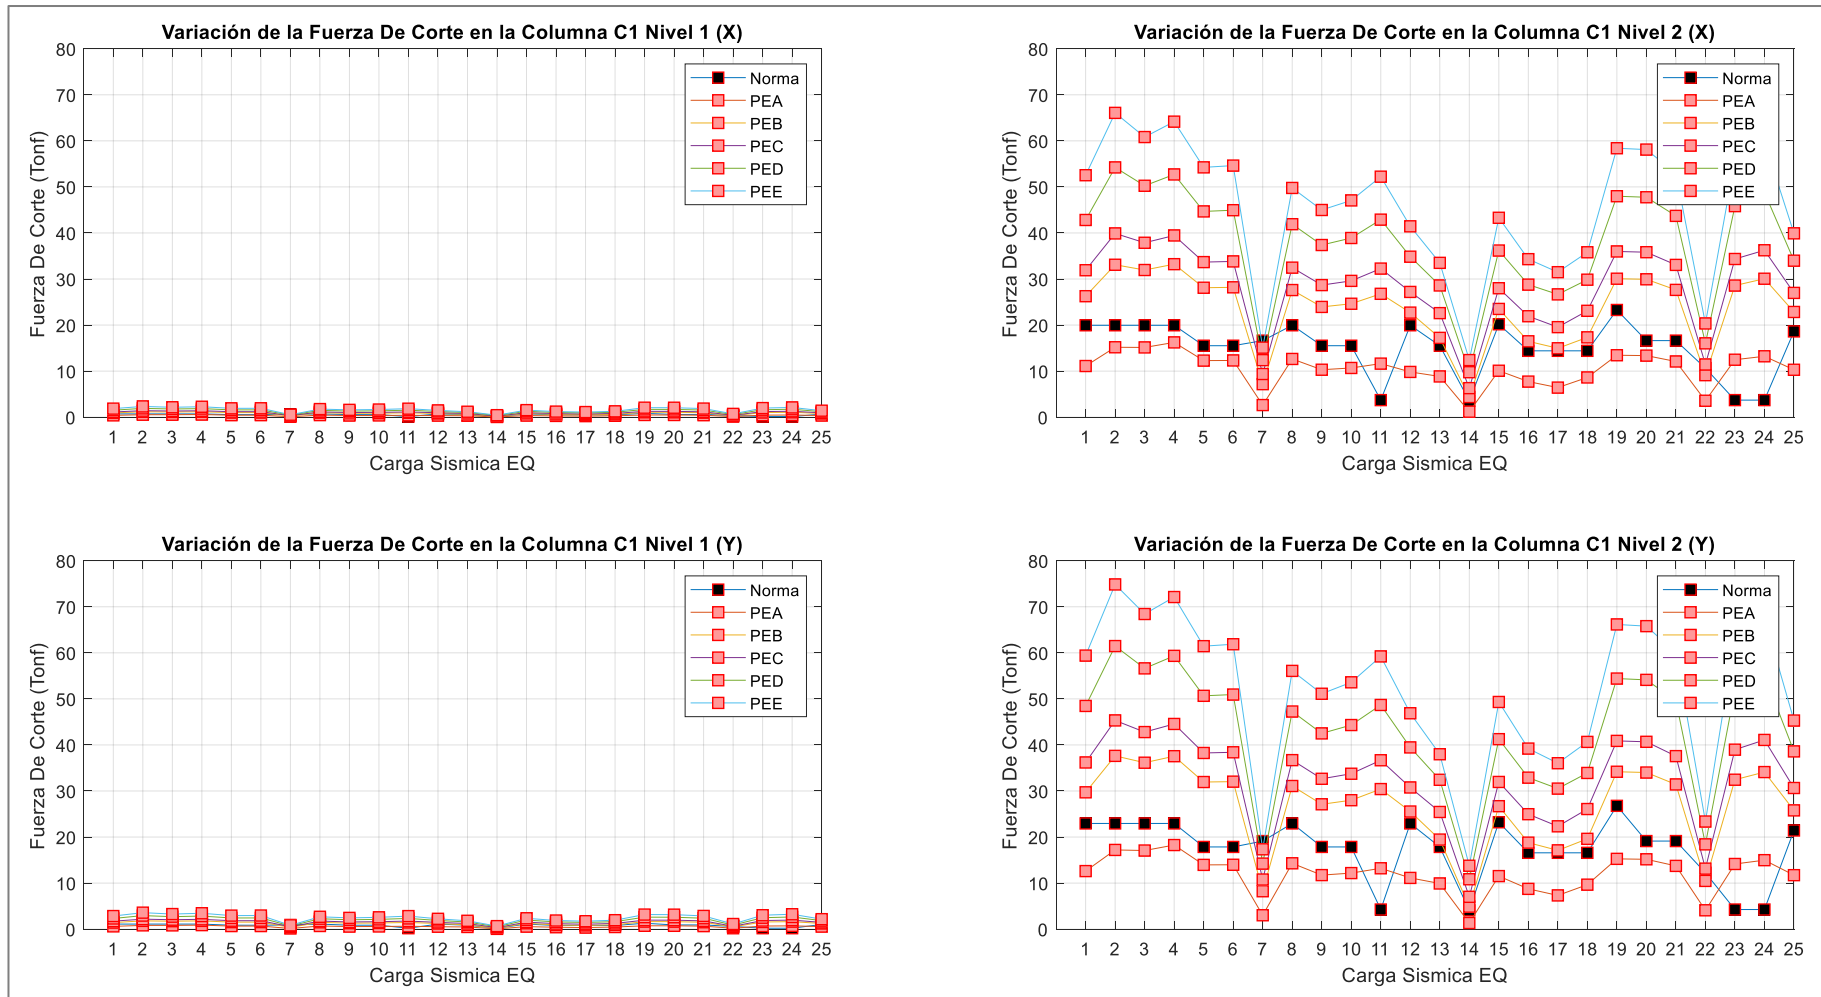 Variación de la Fuerza De Corte en la Columna C1 Nivel 1 (X)
80
70
60
50
40
30
20
10
0
Fuerza De Corte (Tonf)
Norma
PEA
PEB
PEC
PED
PEE
1 2 3 4 5 6 7 8 9 10 11 12 13 14 15 16 17 18 19 20 21 22 23 24 25
Carga Sismica EQ
Variación de la Fuerza De Corte en la Columna C1 Nivel 2 (X)
80
70
60
50
40
30
20
10
0
Fuerza De Corte (Tonf)
Norma
PEA
PEB
PEC
PED
PEE
1 2 3 4 5 6 7 8 9 10 11 12 13 14 15 16 17 18 19 20 21 22 23 24 25
Carga Sismica EQ
Variación de la Fuerza De Corte en la Columna C1 Nivel 1 (Y)
80
70
60
50
40
30
20
10
0
Fuerza De Corte (Tonf)
Norma
PEA
PEB
PEC
PED
PEE
1 2 3 4 5 6 7 8 9 10 11 12 13 14 15 16 17 18 19 20 21 22 23 24 25
Carga Sismica EQ
Variación de la Fuerza De Corte en la Columna C1 Nivel 2 (Y)
80
70
60
50
40
30
20
10
0
Fuerza De Corte (Tonf)
Norma
PEA
PEB
PEC
PED
PEE
1 2 3 4 5 6 7 8 9 10 11 12 13 14 15 16 17 18 19 20 21 22 23 24 25
Carga Sismica EQ